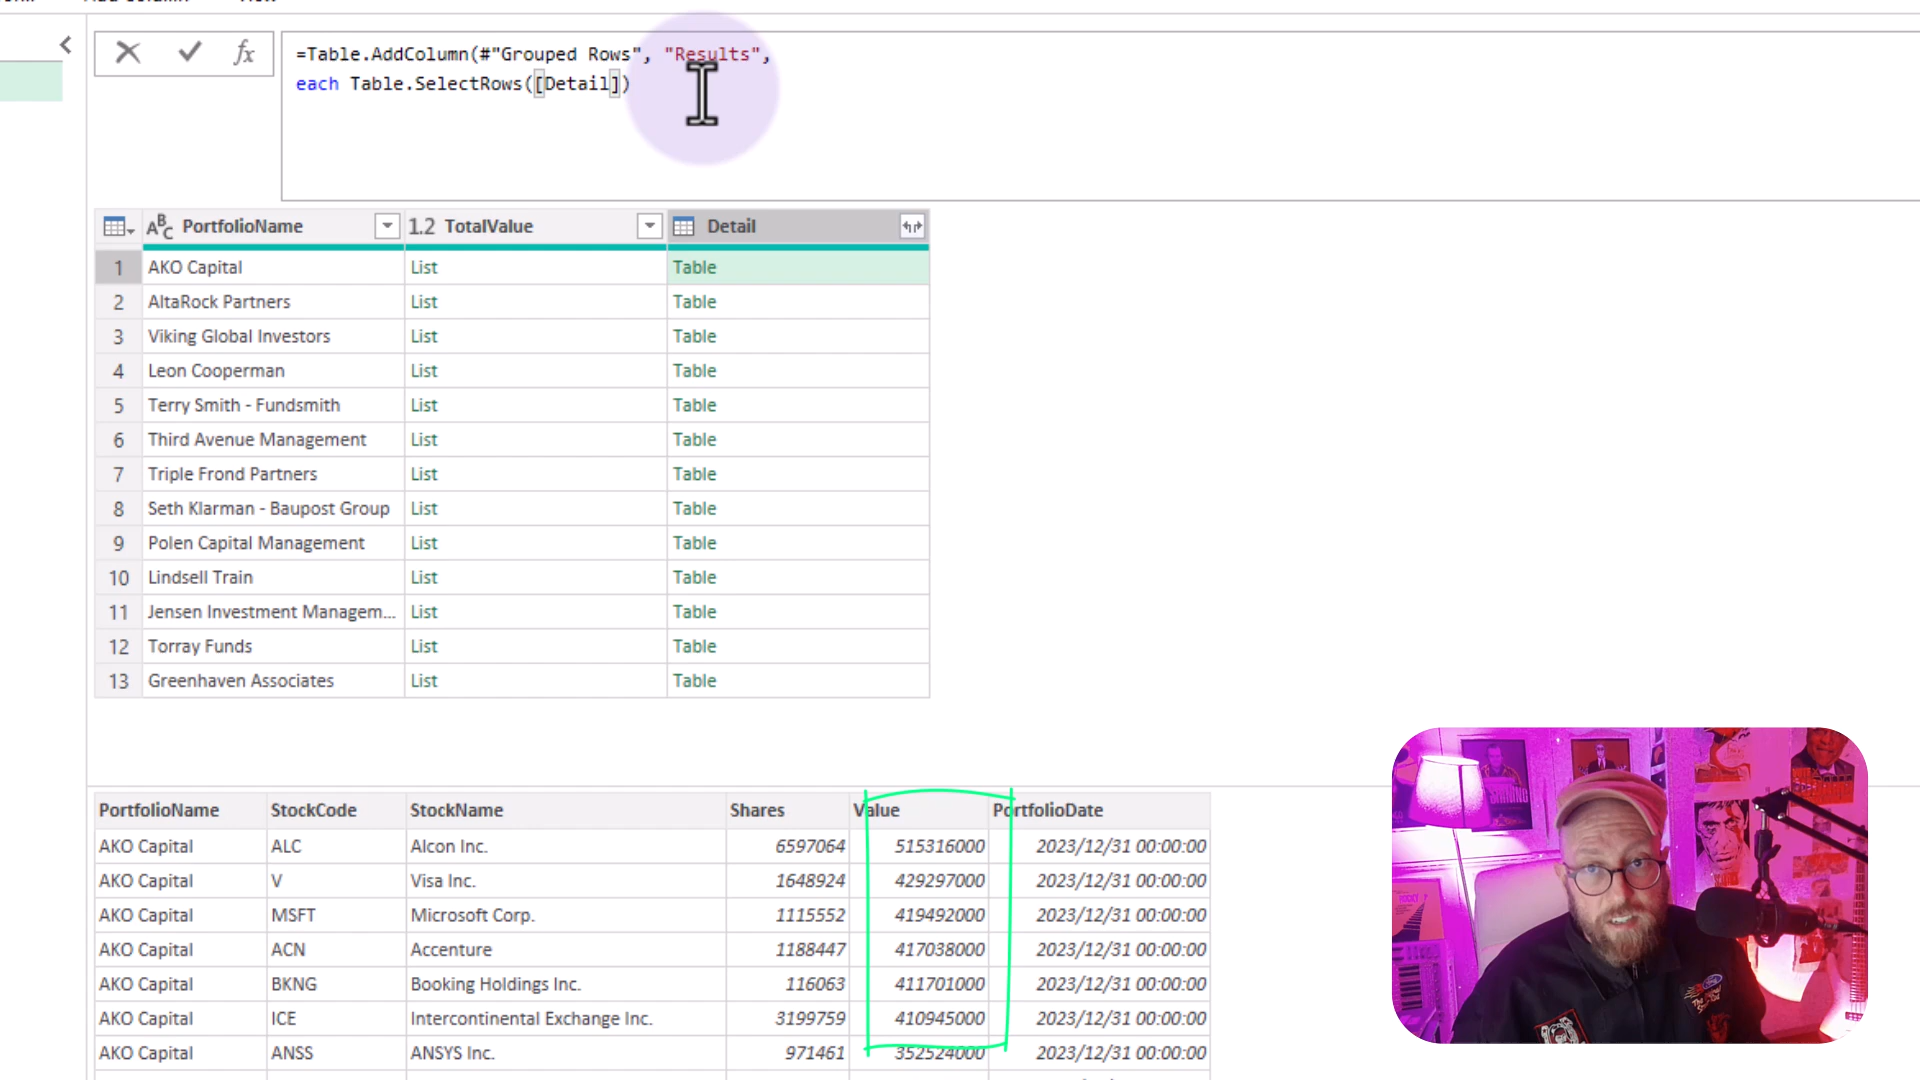 =Table.AddColumn(#"Grouped Rows", "Results",
each Table.SelectRows([Detail])
PortfolioName 1.2 TotalValue Detail
1 AKO Capital List Table
2 AltaRock Partners List Table
3 Viking Global Investors List Table
4 Leon Cooperman List Table
5 Terry Smith - Fundsmith List Table
6 Third Avenue Management List Table
7 Triple Frond Partners List Table
8 Seth Klarman - Baupost Group List Table
9 Polen Capital Management List Table
10 Lindsell Train List Table
11 Jensen Investment Managem... List Table
12 Torray Funds List Table
13 Greenhaven Associates List Table
PortfolioName StockCode StockName Shares Value PortfolioDate
AKO Capital ALC Alcon Inc. 6597064 515316000 2023/12/31 00:00:00
AKO Capital V Visa Inc. 1648924 429297000 2023/12/31 00:00:00
AKO Capital MSFT Microsoft Corp. 1115552 419492000 2023/12/31 00:00:00
AKO Capital ACN Accenture 1188447 417038000 2023/12/31 00:00:00
AKO Capital BKNG Booking Holdings Inc. 116063 411701000 2023/12/31 00:00:00
AKO Capital ICE Intercontinental Exchange Inc. 3199759 410945000 2023/12/31 00:00:00
AKO Capital ANSS ANSYS Inc. 971461 352524000 2023/12/31 00:00:00